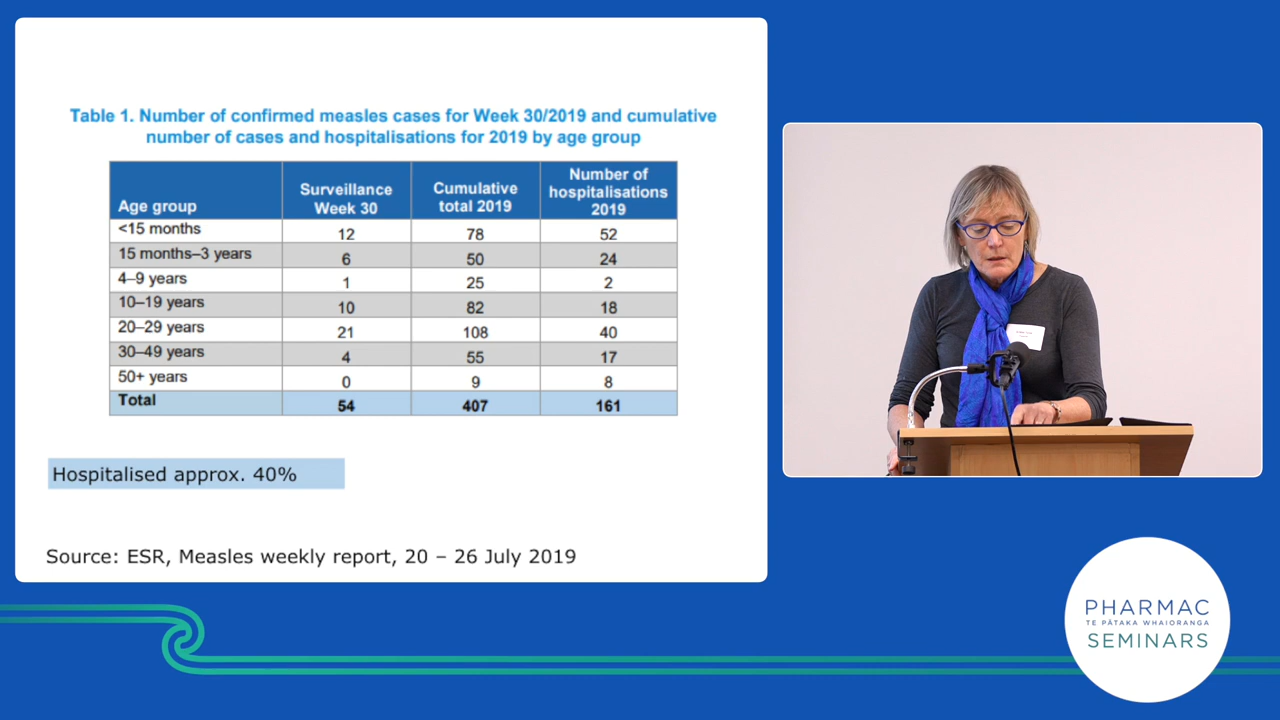 Table 1. Number of confirmed measles cases for Week 30/2019 and cumulative
number of cases and hospitalisations for 2019 by age group
Age group Surveillance Week 30 Cumulative total 2019 Number of hospitalisations 2019
<15 months 12 78 52
15 months–3 years 6 50 24
4–9 years 1 25 2
10–19 years 10 82 18
20–29 years 21 108 40
30–49 years 4 55 17
50+ years 0 9 8
Total 54 407 161
Hospitalised approx. 40%
Source: ESR, Measles weekly report, 20 – 26 July 2019
PHARMAC
TE PĀTAKA WHAIORANGA
SEMINARS